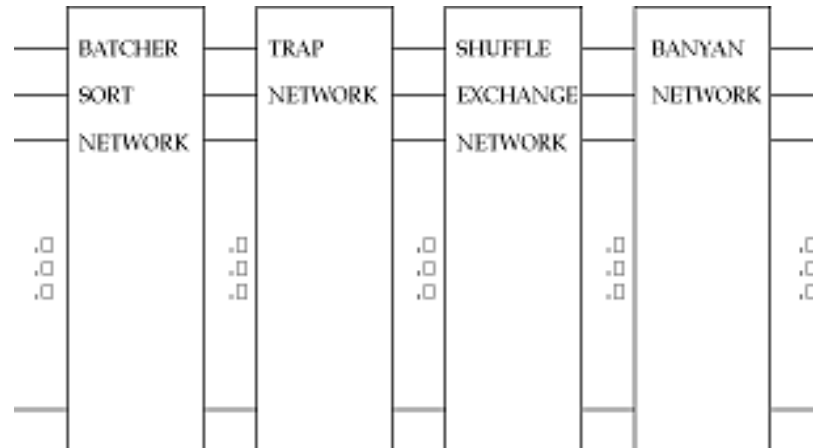 BATCHER
SORT
NETWORK
TRAP
NETWORK
SHUFFLE
EXCHANGE
NETWORK
BANYAN
NETWORK